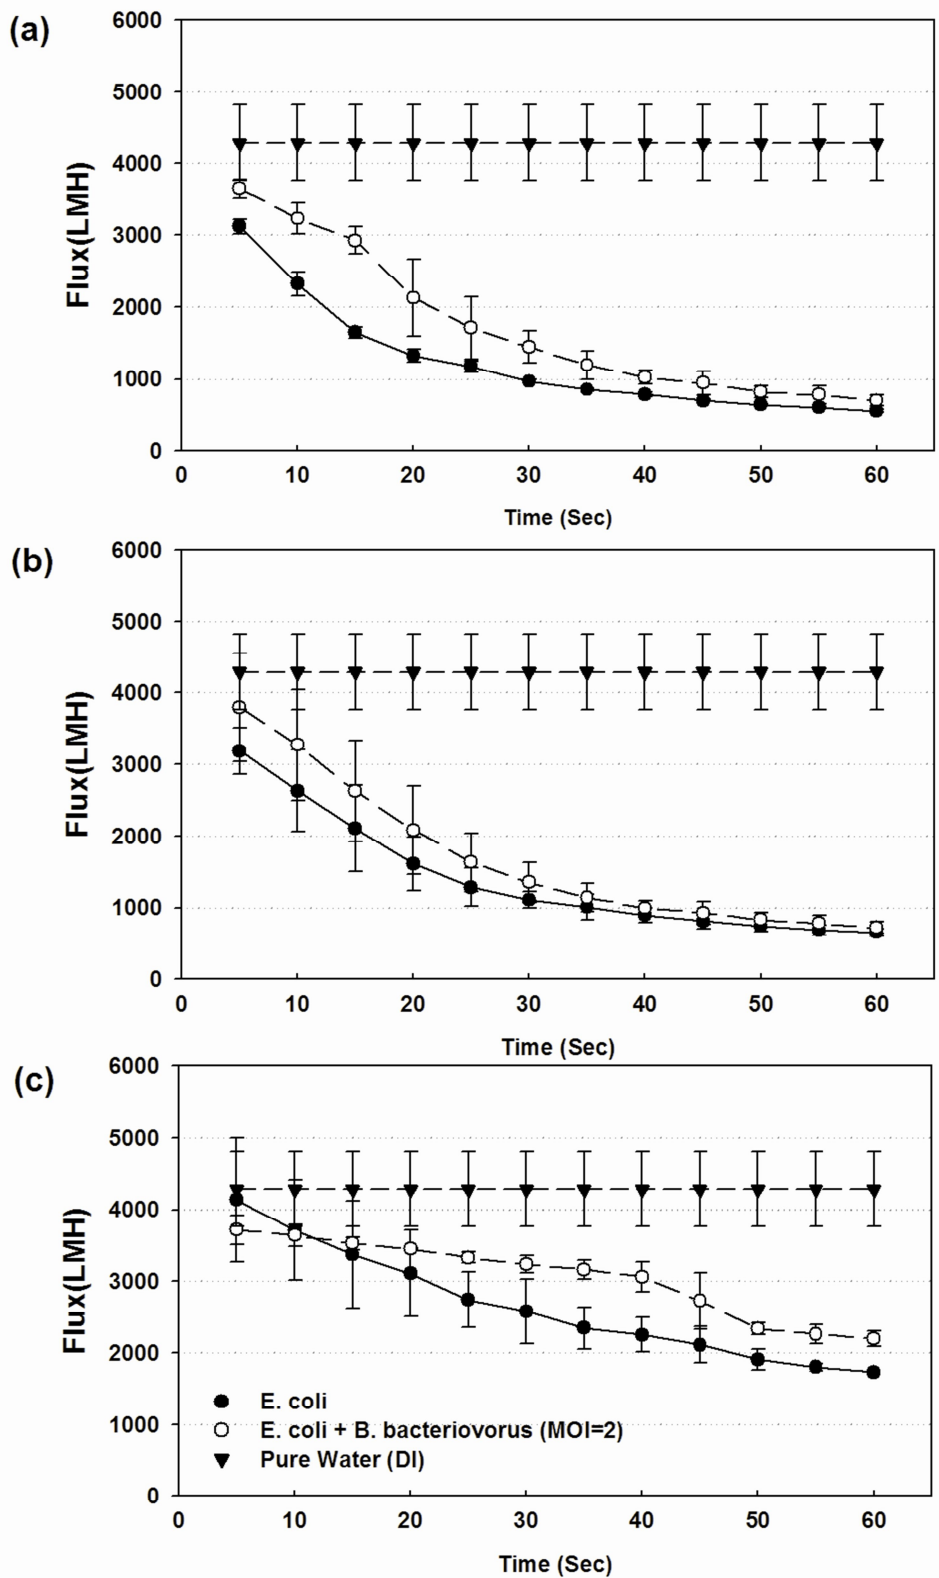 (a)
6000
5000
4000
3000
2000
1000
0
Flux(LMH)
0 10 20 30 40 50 60
Time (Sec)
(b)
6000
5000
4000
3000
2000
1000
0
Flux(LMH)
0 10 20 30 40 50 60
Time (Sec)
(c)
6000
5000
4000
3000
2000
1000
0
Flux(LMH)
E. coli
E. coli + B. bacteriovorus (MOI=2)
Pure Water (DI)
0 10 20 30 40 50 60
Time (Sec)